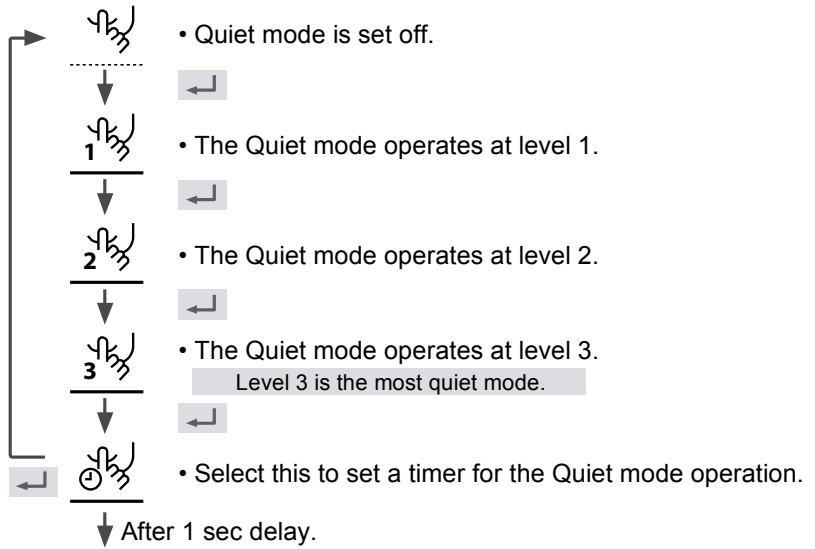 • Quiet mode is set off.
1
• The Quiet mode operates at level 1.
2
• The Quiet mode operates at level 2.
3
• The Quiet mode operates at level 3.
Level 3 is the most quiet mode.
• Select this to set a timer for the Quiet mode operation.
After 1 sec delay.